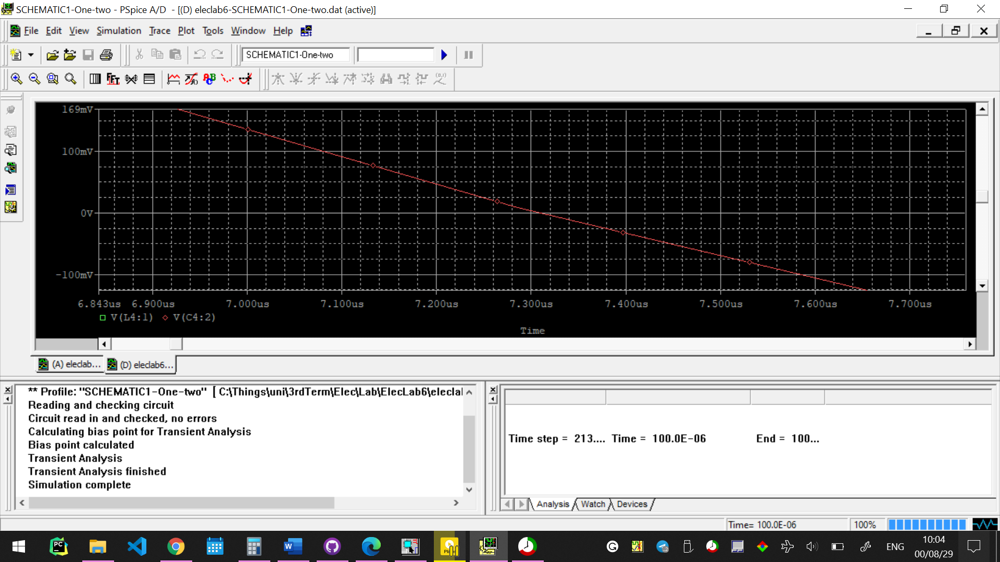 SCHEMATIC1-One-two - PSpice A/D - [(D) eleclab6-SCHEMATIC1-One-two.dat (active)]
File Edit View Simulation Trace Plot Tools Window Help
SCHEMATIC1-One-two
169mV
100mV
0V
-100mV
6.843us 6.900us 7.000us 7.100us 7.200us 7.300us 7.400us 7.500us 7.600us 7.700us
V(L4:1) V(C4:2)
Time
(A) eleclab... (D) eleclab6...
** Profile: "SCHEMATIC1-One-two" [ C:\Things\uni\3rdTerm\Elec\Lab\ElecLab6\elecla
Reading and checking circuit
Circuit read in and checked, no errors
Calculating bias point for Transient Analysis
Bias point calculated
Transient Analysis
Transient Analysis finished
Simulation complete
Time step = 213.... Time = 100.0E-06 End = 100...
Analysis Watch Devices
Time= 100.0E-06 100%
ENG
10:04
00/08/29